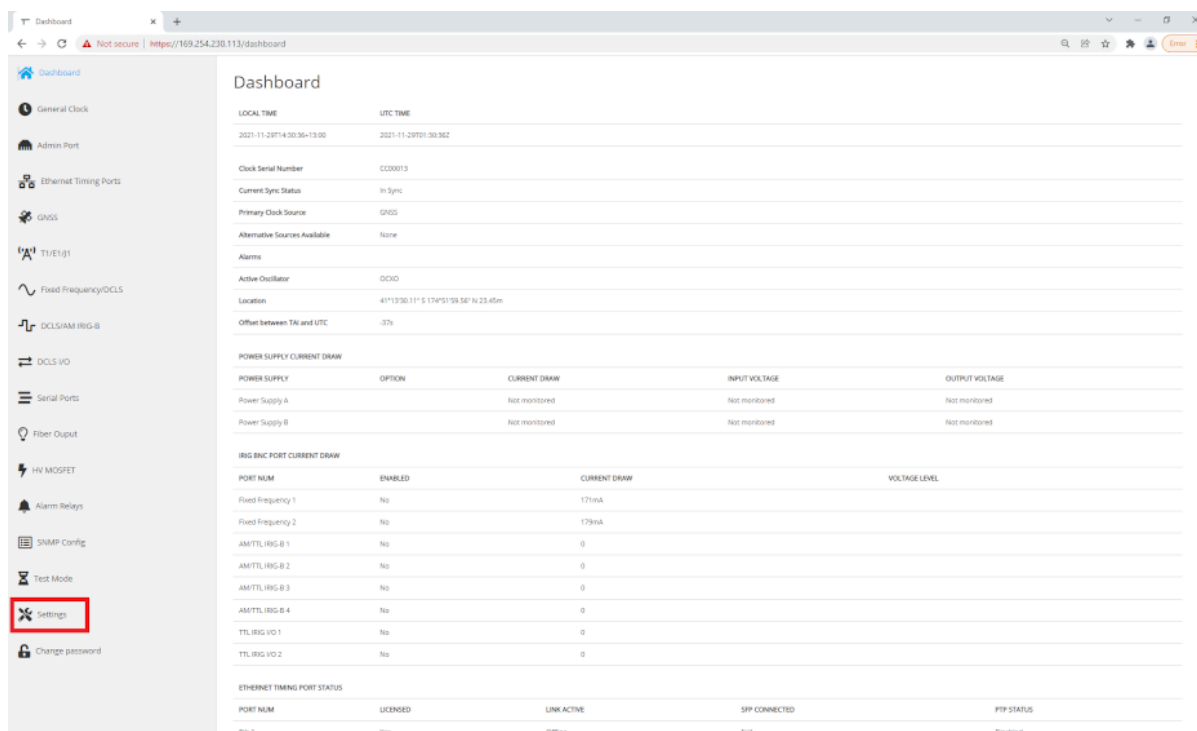 Dashboard
Not secure | https://169.254.230.113/dashboard
Error
Dashboard
General Clock
Admin Port
Ethernet Timing Ports
GNSS
T1/E1/J1
Fixed Frequency/DCLS
DCLS/AM IRIG-B
DCLS I/O
Serial Ports
Fiber Ouput
HV MOSFET
Alarm Relays
SNMP Config
Test Mode
Settings
Change password
Dashboard
LOCAL TIME UTC TIME
2021-11-29T14:30:36+13:00 2021-11-29T01:30:36Z
Clock Serial Number CC00013
Current Sync Status In Sync
Primary Clock Source GNSS
Alternative Sources Available None
Alarms
Active Oscillator OCXO
Location 41°13'30.11" S 174°51'59.56" N 23.45m
Offset between TAI and UTC -37s
POWER SUPPLY CURRENT DRAW
POWER SUPPLY OPTION CURRENT DRAW INPUT VOLTAGE OUTPUT VOLTAGE
Power Supply A Not monitored Not monitored Not monitored
Power Supply B Not monitored Not monitored Not monitored
IRIG BNC PORT CURRENT DRAW
PORT NUM ENABLED CURRENT DRAW VOLTAGE LEVEL
Fixed Frequency 1 No 171mA
Fixed Frequency 2 No 179mA
AM/TTL IRIG-B 1 No 0
AM/TTL IRIG-B 2 No 0
AM/TTL IRIG-B 3 No 0
AM/TTL IRIG-B 4 No 0
TTL IRIG I/O 1 No 0
TTL IRIG I/O 2 No 0
ETHERNET TIMING PORT STATUS
PORT NUM LICENSED LINK ACTIVE SFP CONNECTED PTP STATUS